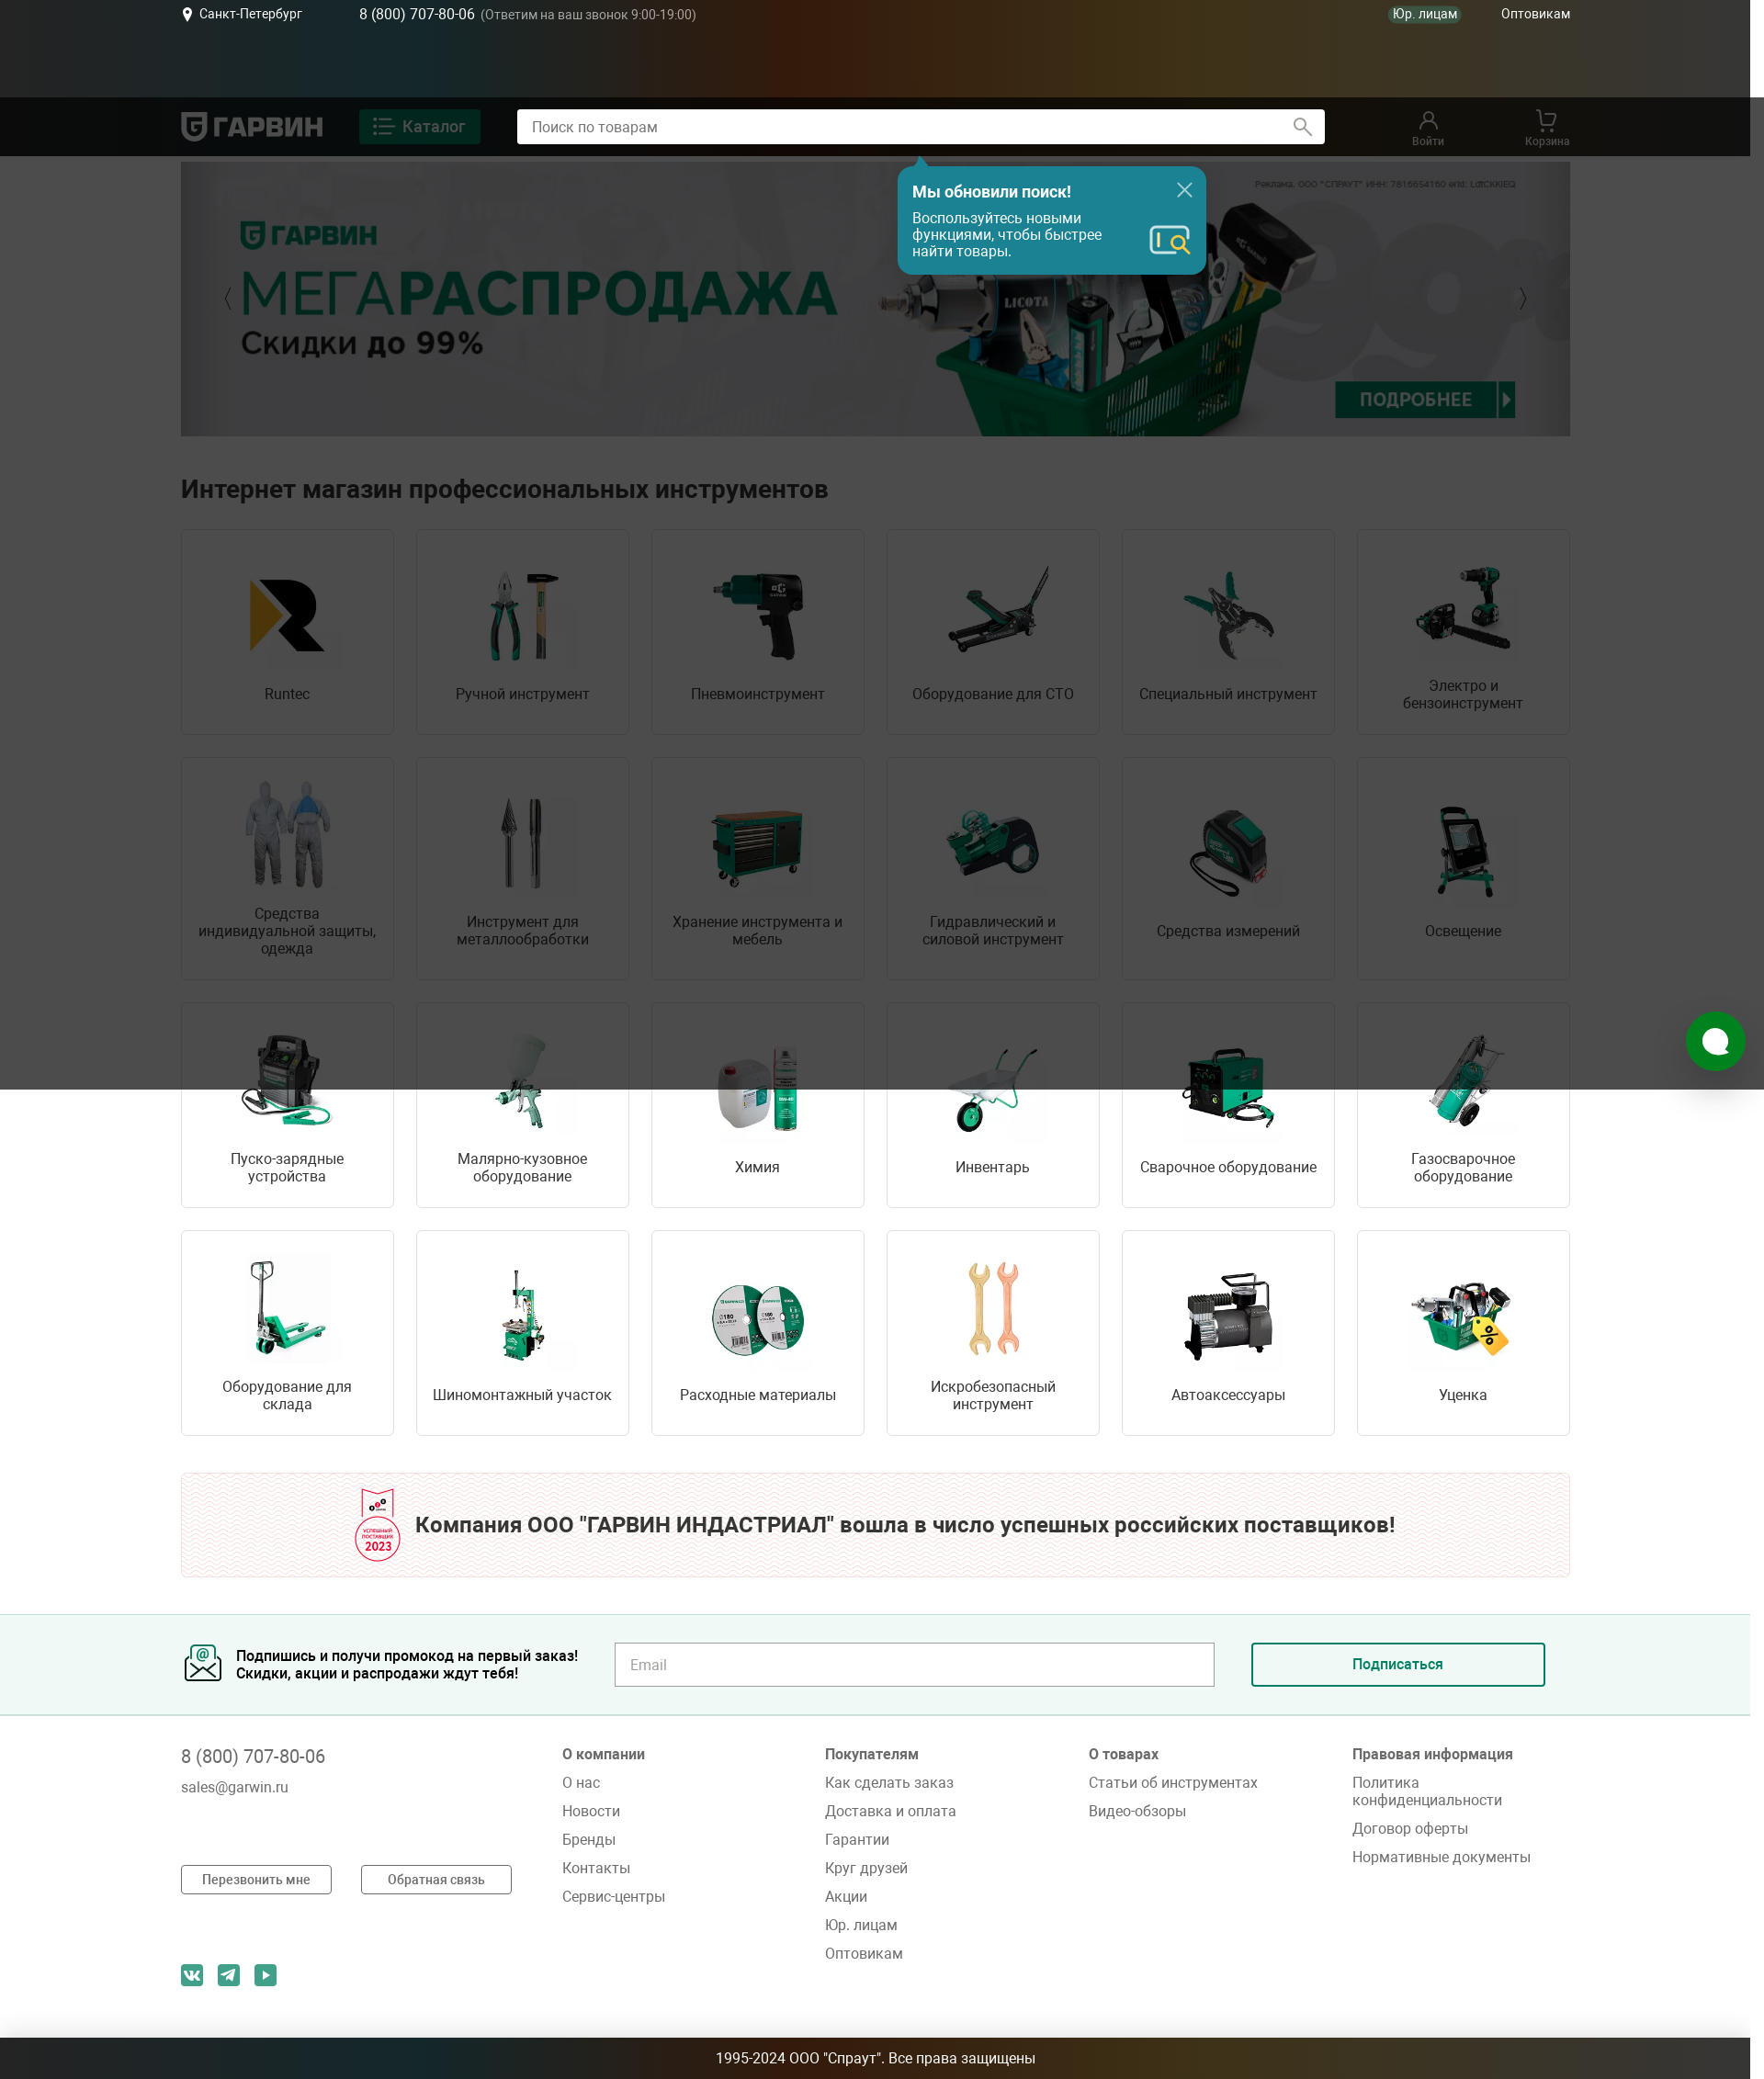 Санкт-Петербург
8 (800) 707-80-06 (Ответим на ваш звонок 9:00-19:00)
Юр. лицам
Оптовикам
ГАРВИН
Каталог
Поиск по товарам
Войти
Корзина
Мы обновили поиск!
Воспользуйтесь новыми
функциями, чтобы быстрее
найти товары.
Реклама. ООО "СПРАУТ" ИНН: 7816654160
ГАРВИН
МЕГАРАСПРОДАЖА
Скидки до 99%
LICOTA
ПОДРОБНЕЕ
Интернет магазин профессиональных инструментов
Runtec
Ручной инструмент
Пневмоинструмент
Оборудование для СТО
Специальный инструмент
Электро и
бензоинструмент
Средства
индивидуальной защиты,
одежда
Инструмент для
металлообработки
Хранение инструмента и
мебель
Гидравлический и
силовой инструмент
Средства измерений
Освещение
Пуско-зарядные
устройства
Малярно-кузовное
оборудование
Химия
Инвентарь
Сварочное оборудование
Газосварочное
оборудование
Оборудование для
склада
Шиномонтажный участок
Расходные материалы
Искробезопасный
инструмент
Автоаксессуары
Уценка
УСПЕШНЫЙ
ПОСТАВЩИК
2023
Компания ООО "ГАРВИН ИНДАСТРИАЛ" вошла в число успешных российских поставщиков!
Подпишись и получи промокод на первый заказ!
Скидки, акции и распродажи ждут тебя!
Email
Подписаться
8 (800) 707-80-06
sales@garwin.ru
Перезвонить мне
Обратная связь
О компании
О нас
Новости
Бренды
Контакты
Сервис-центры
Покупателям
Как сделать заказ
Доставка и оплата
Гарантии
Круг друзей
Акции
Юр. лицам
Оптовикам
О товарах
Статьи об инструментах
Видео-обзоры
Правовая информация
Политика
конфиденциальности
Договор оферты
Нормативные документы
1995-2024 ООО "Спраут". Все права защищены